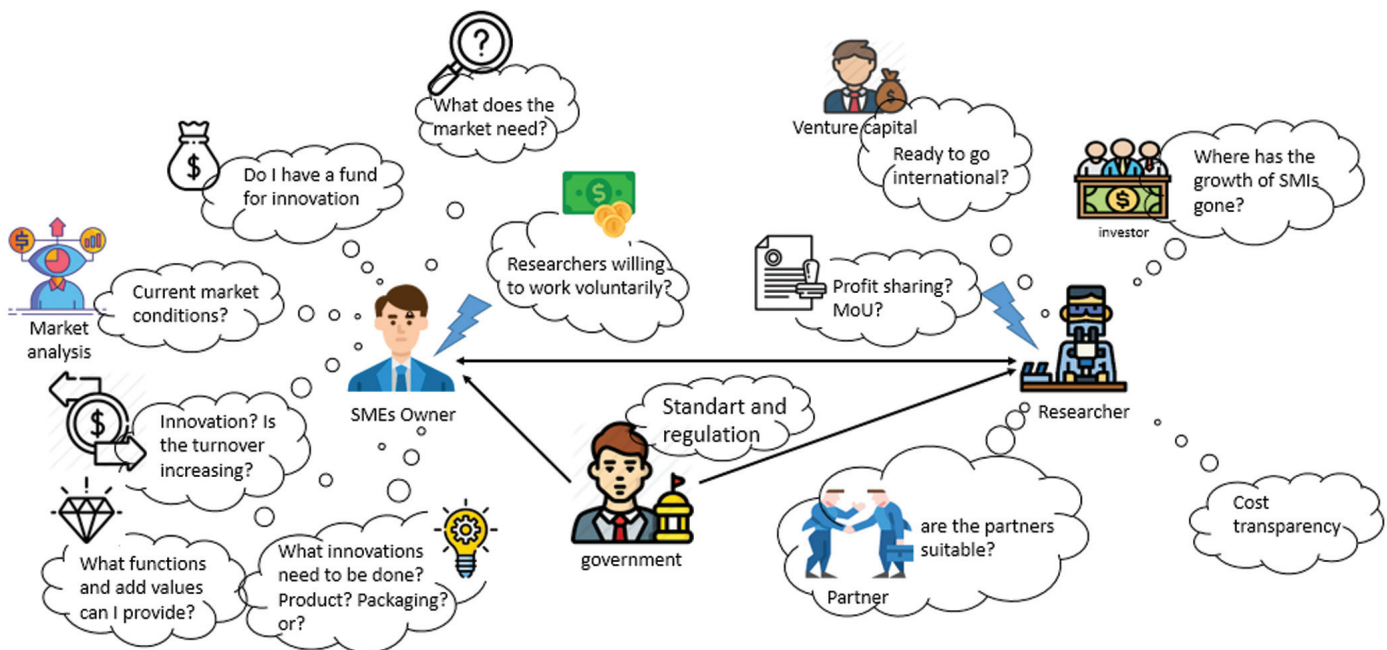 ?
What does the
market need?
$
Do I have a fund
for innovation
$
Researchers willing
to work voluntarily?
$
Market
analysis
Current market
conditions?
$
Innovation? Is
the turnover
increasing?
What functions
and add values
can I provide?
What innovations
need to be done?
Product? Packaging?
or?
SMEs Owner
Standart and
regulation
government
$
Venture capital
Ready to go
international?
$
investor
Where has the
growth of SMIs
gone?
Profit sharing?
MoU?
Researcher
are the partners
suitable?
Partner
Cost
transparency